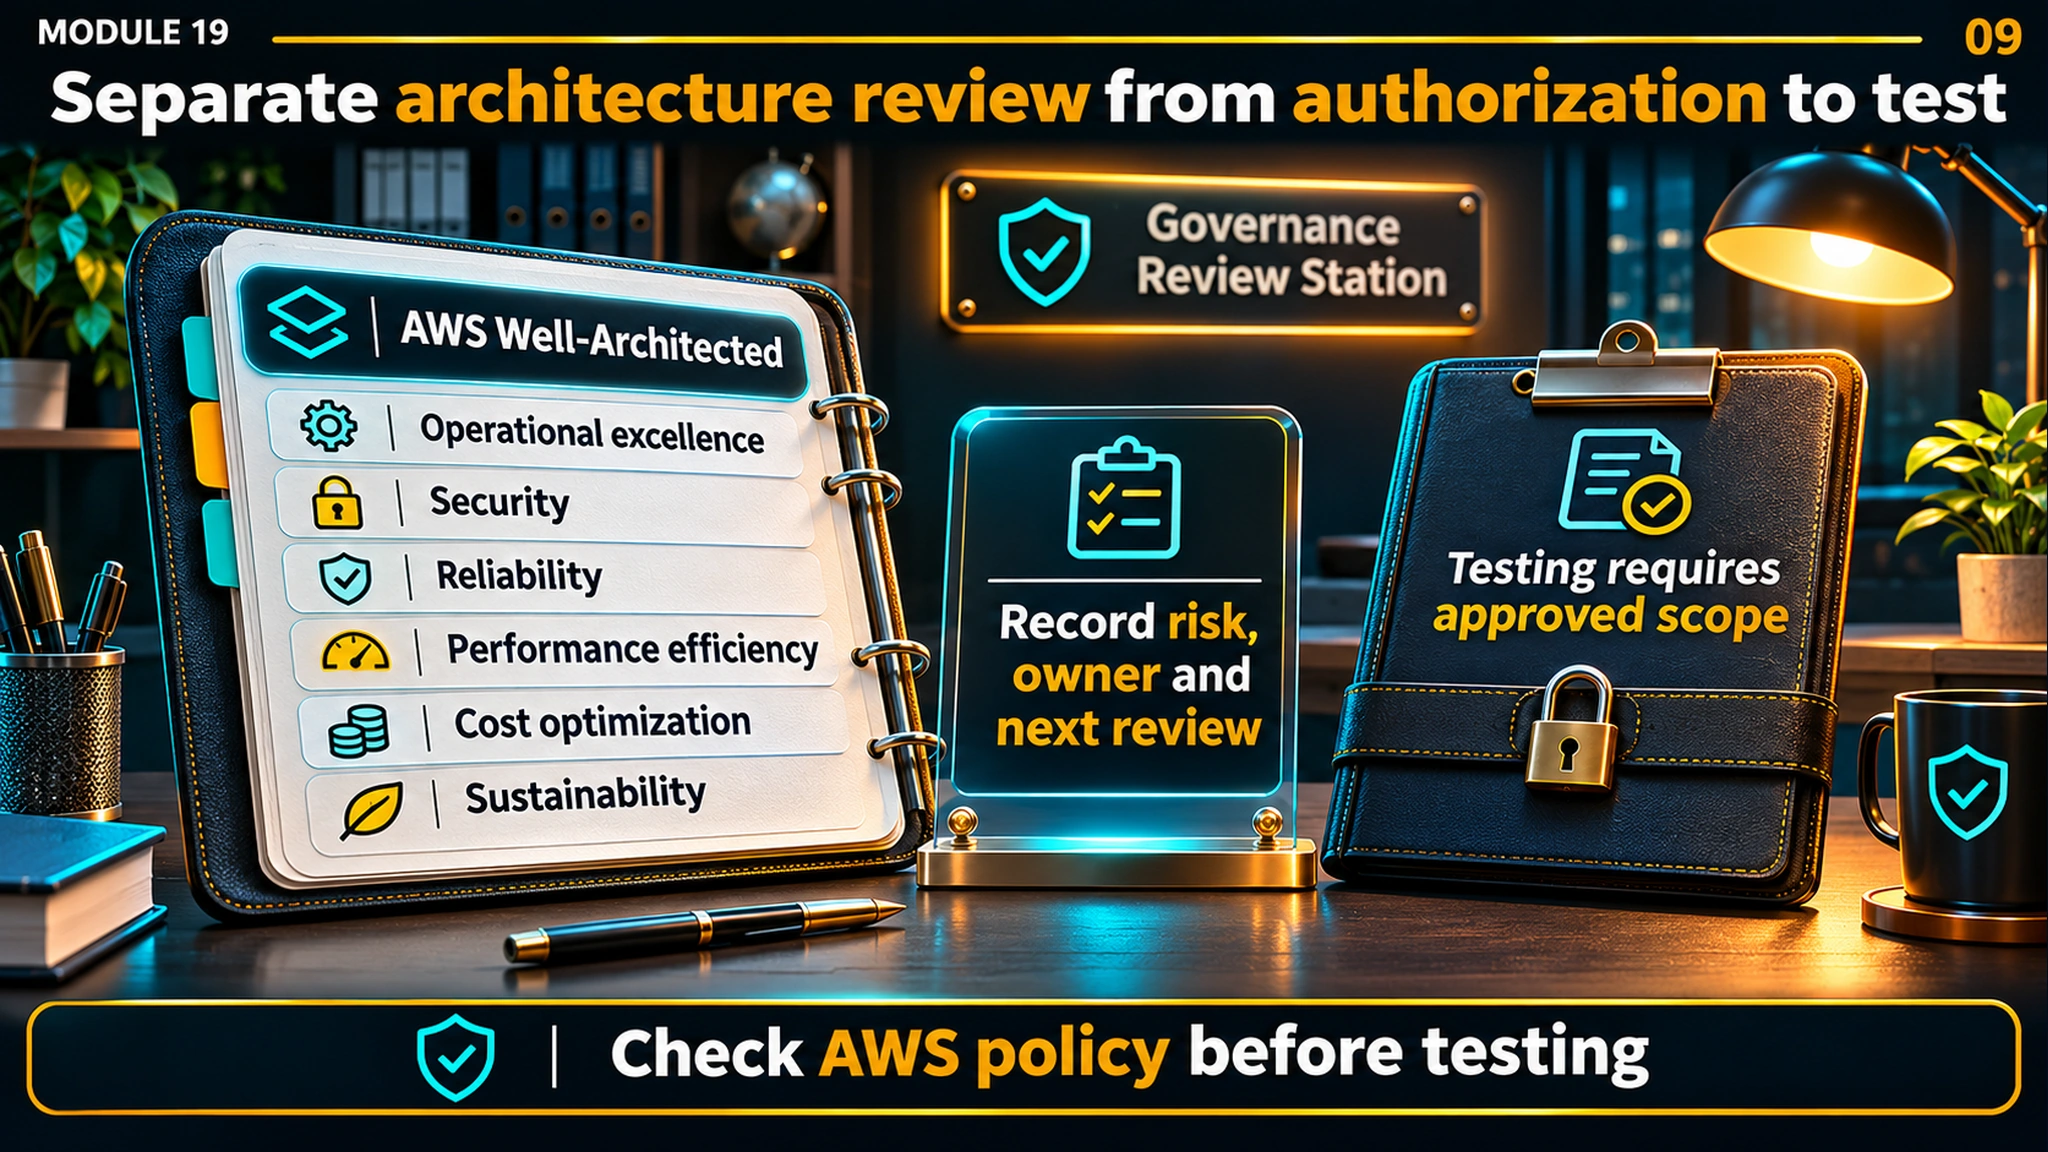 MODULE 19
09
Separate architecture review from authorization to test
Governance
Review Station
AWS Well-Architected
Operational excellence
Security
Reliability
Performance efficiency
Cost optimization
Sustainability
Record risk,
owner and
next review
Testing requires
approved scope
Check AWS policy before testing